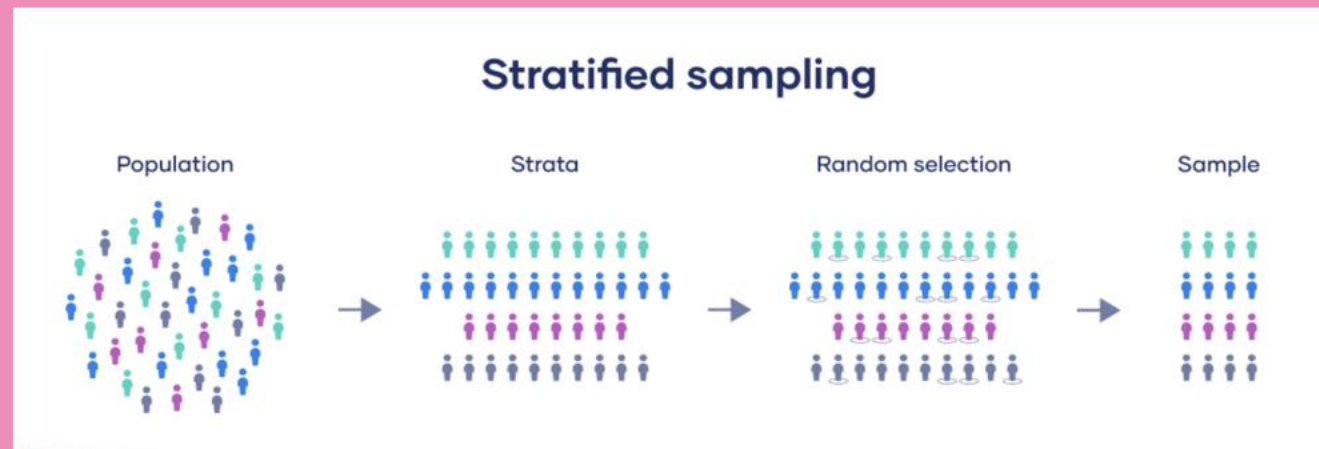 Stratified sampling
Population
Strata
Random selection
Sample